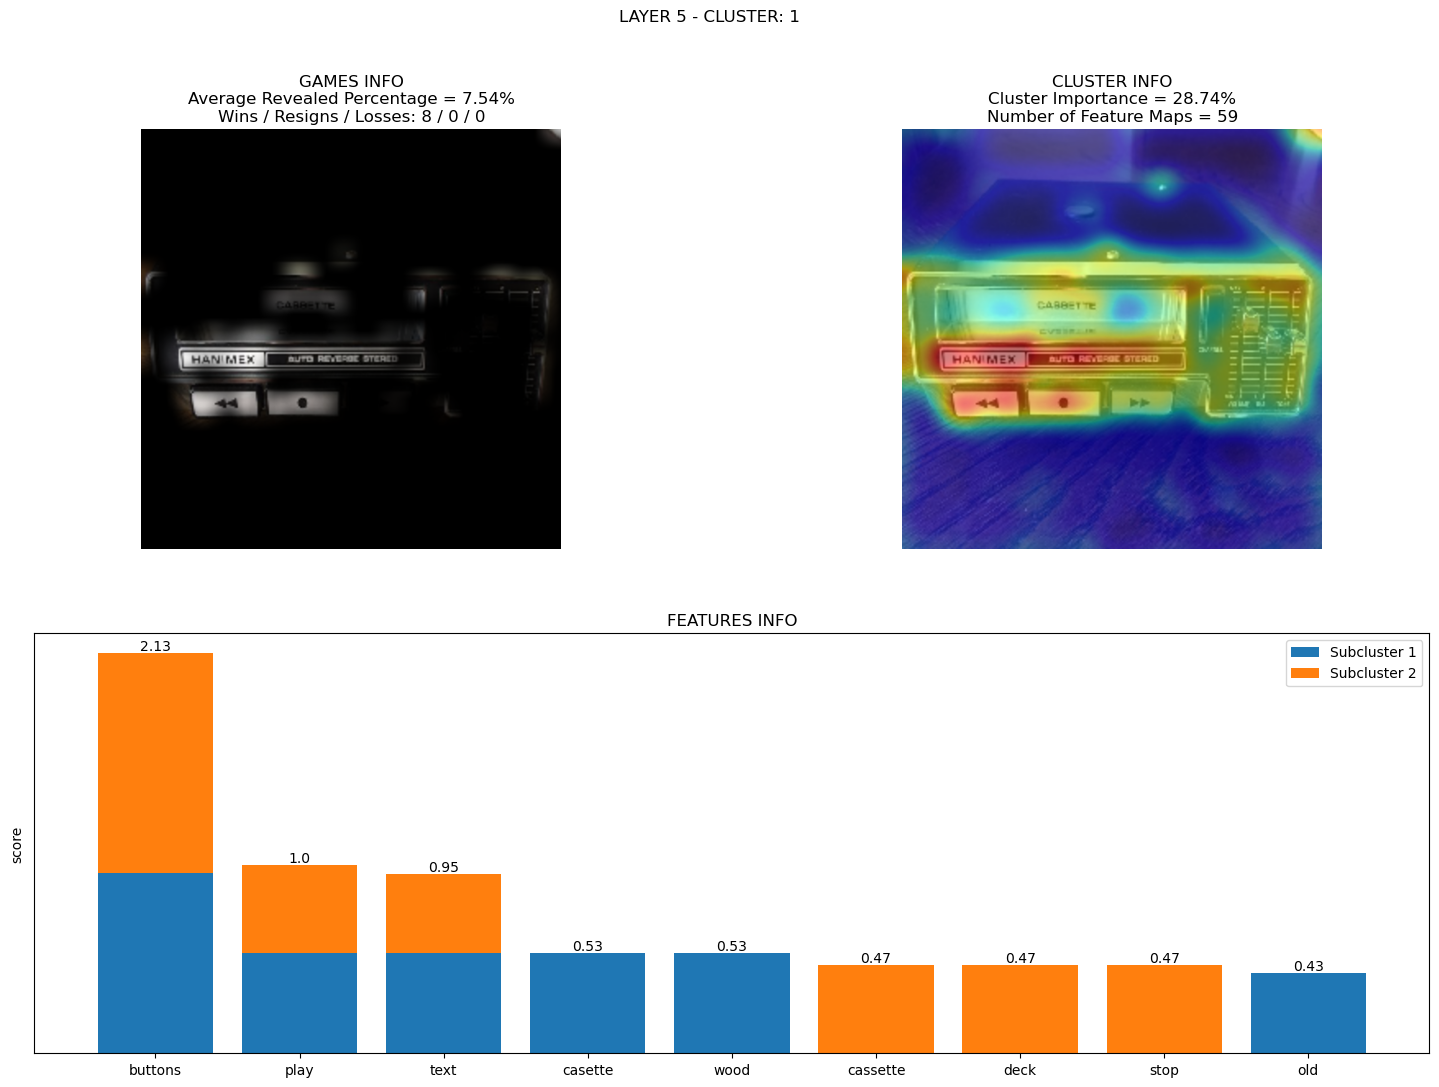 LAYER 5 - CLUSTER: 1
GAMES INFO
Average Revealed Percentage = 7.54%
Wins / Resigns / Losses: 8 / 0 / 0
CASSETTE
HANIMEX AUTO REVERSE STEREO
CLUSTER INFO
Cluster Importance = 28.74%
Number of Feature Maps = 59
CASSETTE
HANIMEX AUTO REVERSE STEREO
FEATURES INFO
score
2.13
1.0
0.95
0.53
0.53
0.47
0.47
0.47
0.43
Subcluster 1
Subcluster 2
buttons
play
text
casette
wood
cassette
deck
stop
old